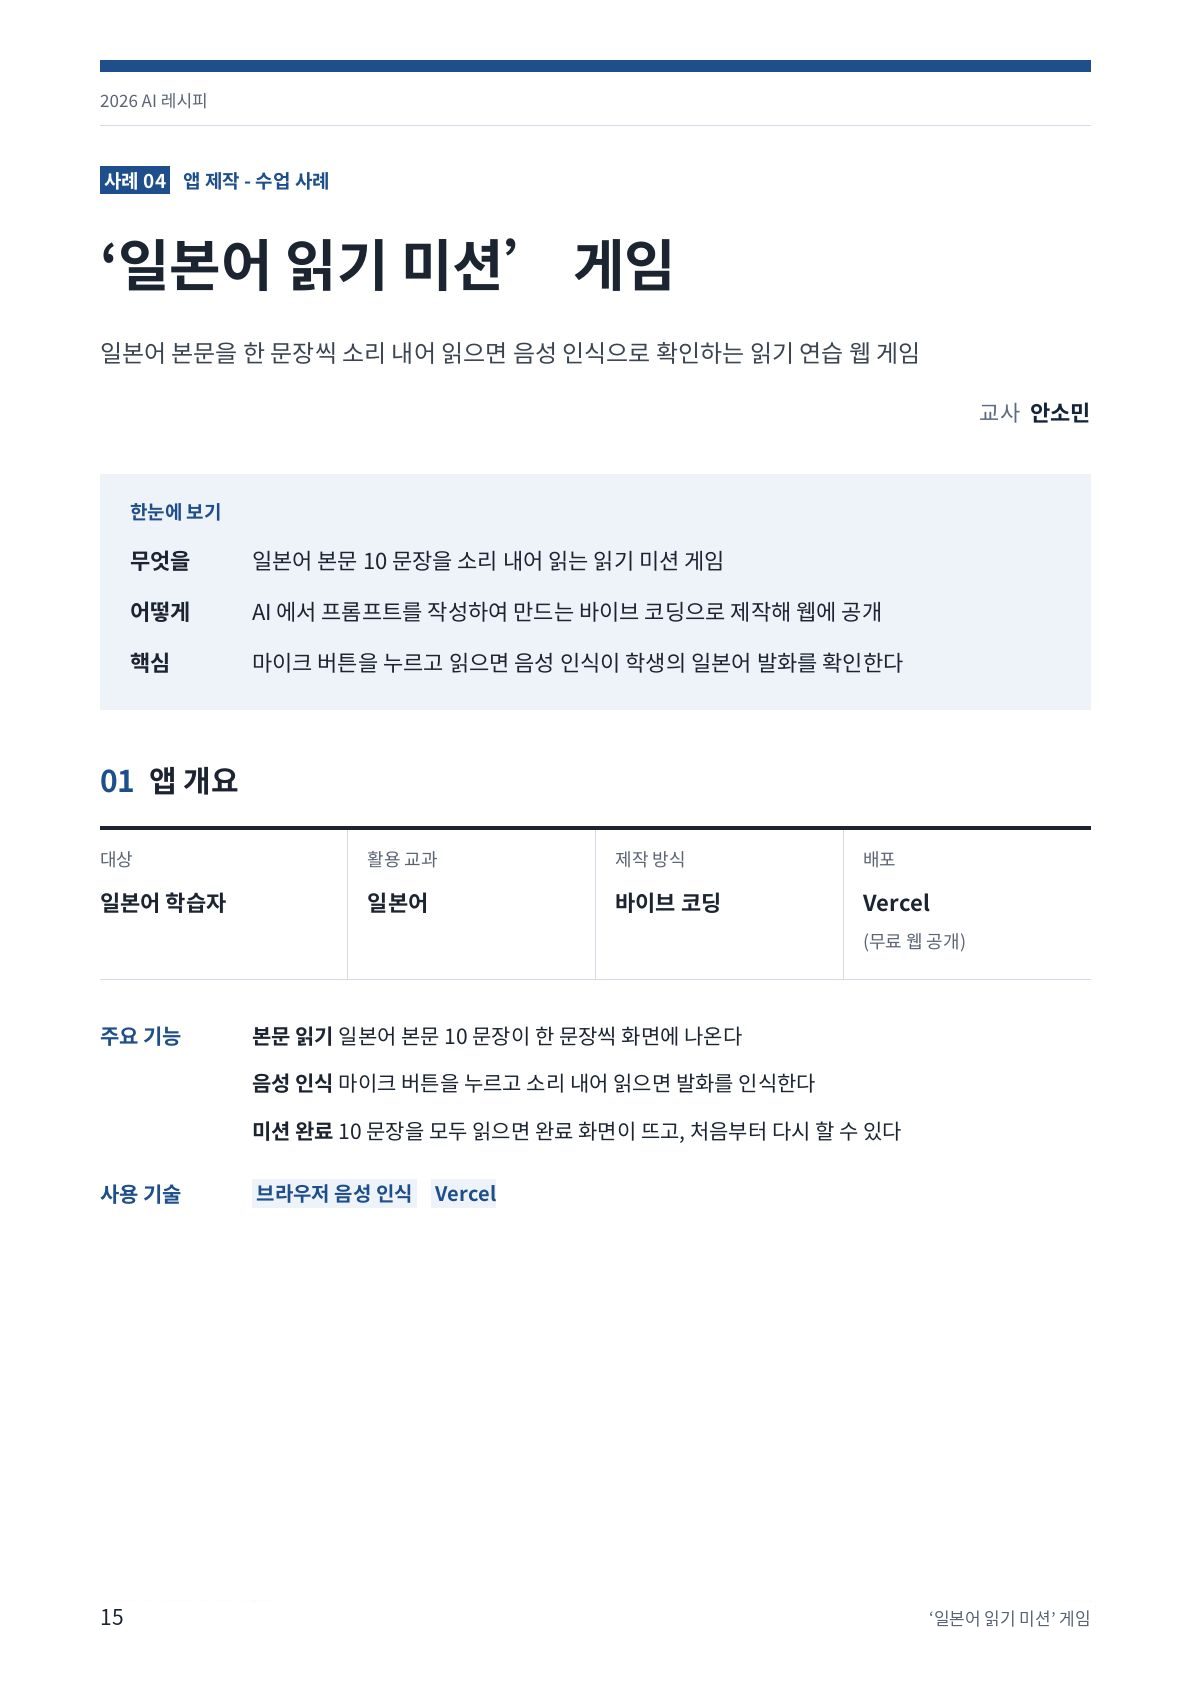 2026 AI 레시피
사례 04 앱 제작 - 수업 사례
‘일본어 읽기 미션’ 게임
일본어 본문을 한 문장씩 소리 내어 읽으면 음성 인식으로 확인하는 읽기 연습 웹 게임
교사 안소민
한눈에 보기
무엇을 일본어 본문 10 문장을 소리 내어 읽는 읽기 미션 게임
어떻게 AI 에서 프롬프트를 작성하여 만드는 바이브 코딩으로 제작해 웹에 공개
핵심 마이크 버튼을 누르고 읽으면 음성 인식이 학생의 일본어 발화를 확인한다
01 앱 개요
대상 활용 교과 제작 방식 배포
일본어 학습자 일본어 바이브 코딩 Vercel
(무료 웹 공개)
주요 기능 본문 읽기 일본어 본문 10 문장이 한 문장씩 화면에 나온다
음성 인식 마이크 버튼을 누르고 소리 내어 읽으면 발화를 인식한다
미션 완료 10 문장을 모두 읽으면 완료 화면이 뜨고, 처음부터 다시 할 수 있다
사용 기술 브라우저 음성 인식 Vercel
15 ‘일본어 읽기 미션’ 게임